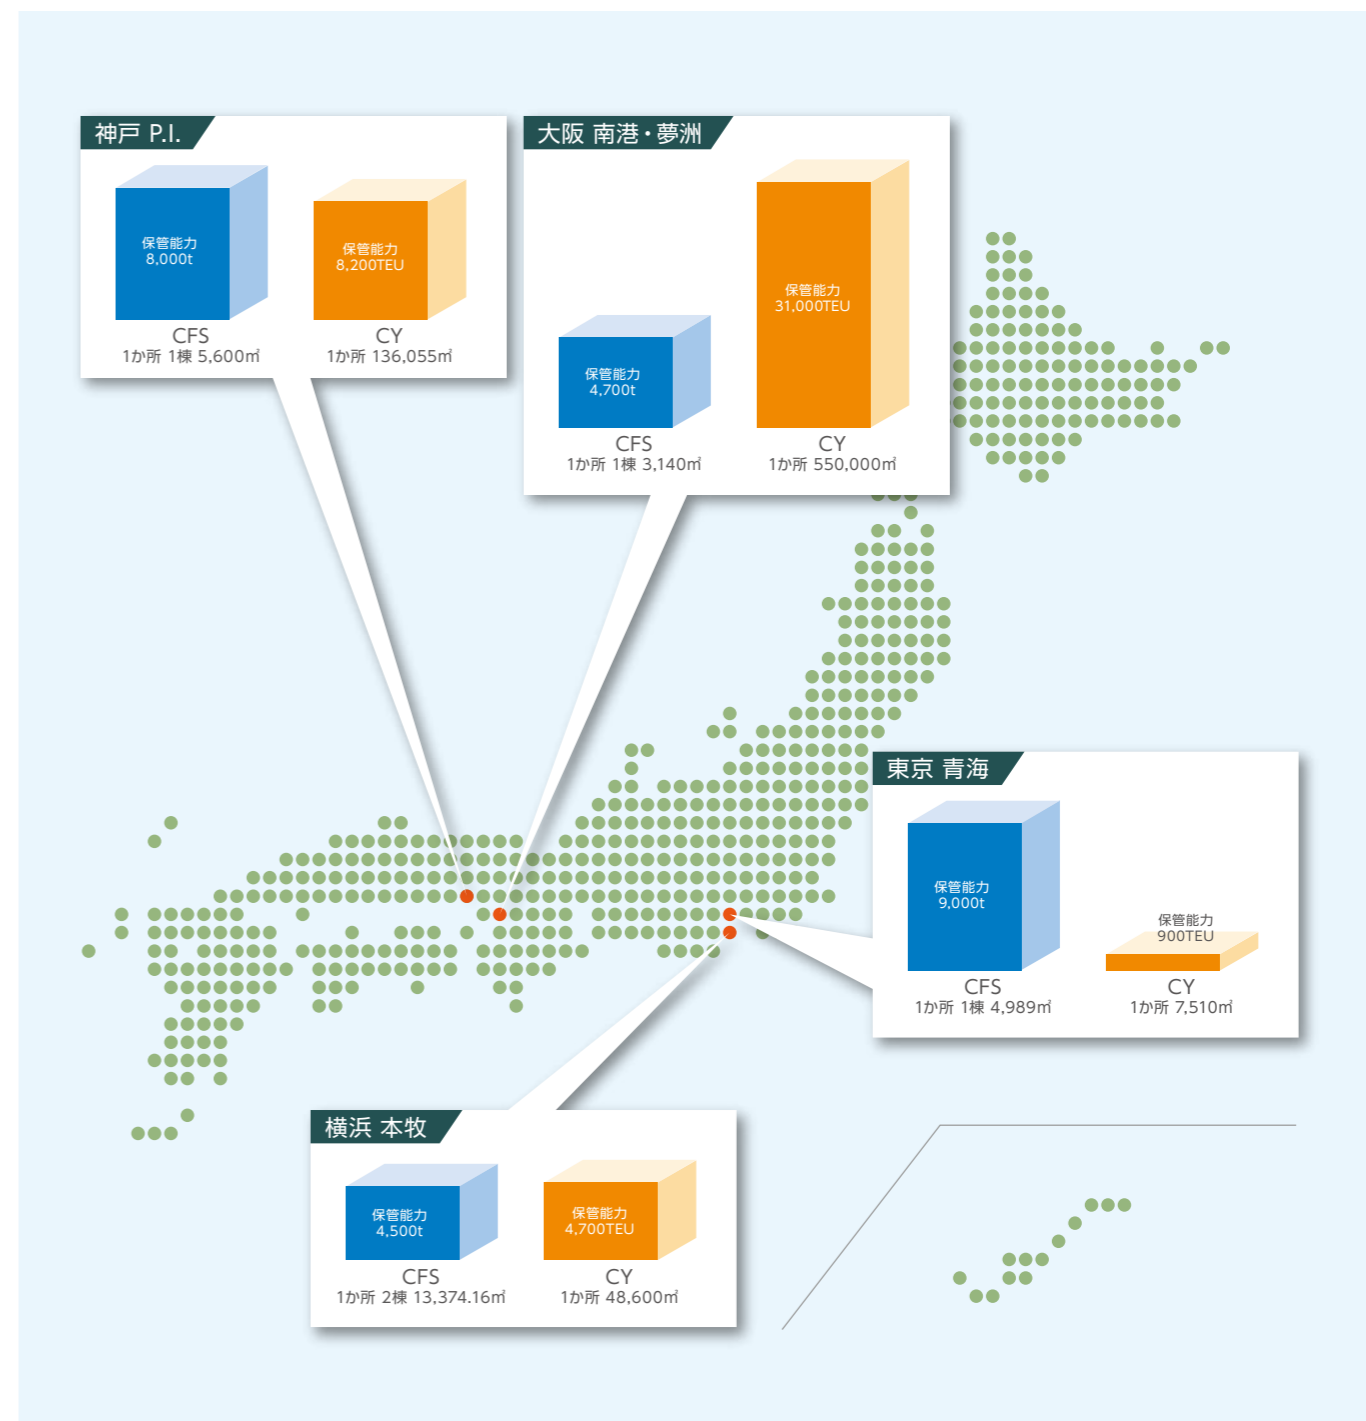 神戸 P.I.
保管能力
8,000t
CFS
1か所 1棟 5,600㎡
保管能力
8,200TEU
CY
1か所 136,055㎡
大阪 南港・夢洲
保管能力
4,700t
CFS
1か所 1棟 3,140㎡
保管能力
31,000TEU
CY
1か所 550,000㎡
東京 青海
保管能力
9,000t
CFS
1か所 1棟 4,989㎡
保管能力
900TEU
CY
1か所 7,510㎡
横浜 本牧
保管能力
4,500t
CFS
1か所 2棟 13,374.16㎡
保管能力
4,700TEU
CY
1か所 48,600㎡